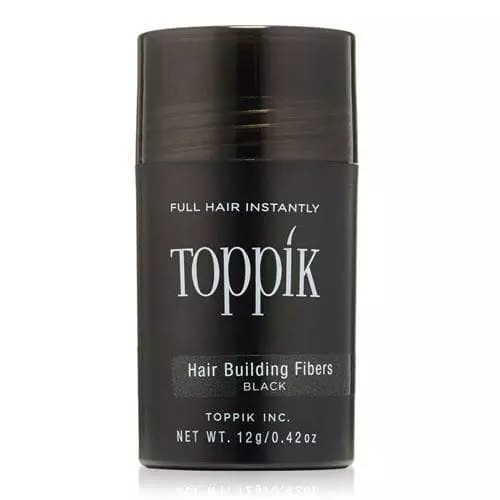 FULL HAIR INSTANTLY
Toppik
Hair Building Fibers
BLACK
TOPPIK INC.
NET WT. 12g/0.42oz